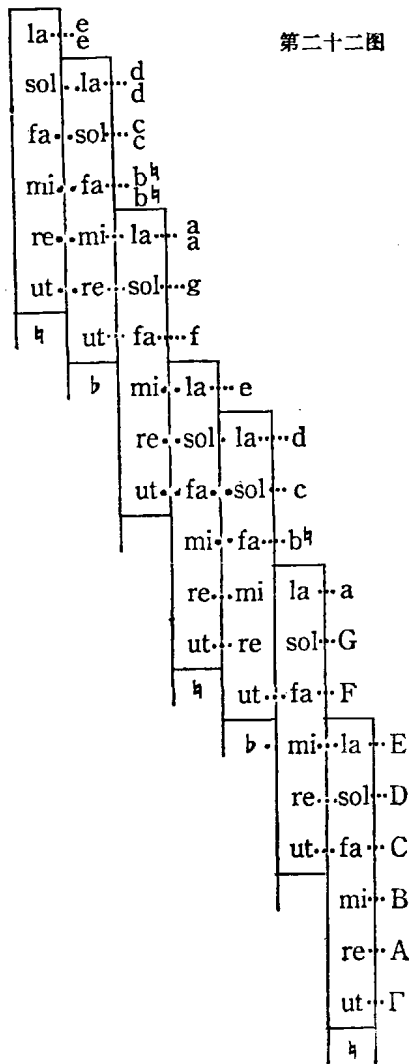 第二十二图
la e e
sol la d d
fa sol c c
mi fa b♮ b♮
re mi la a a
ut re sol g
♮ ut fa f
♭ mi la e
re sol la d
ut fa sol c
mi fa b♮
re mi la a
ut re sol G
♮ ut fa F
♭ mi la E
re sol D
ut fa C
mi B
re A
ut Γ
♮